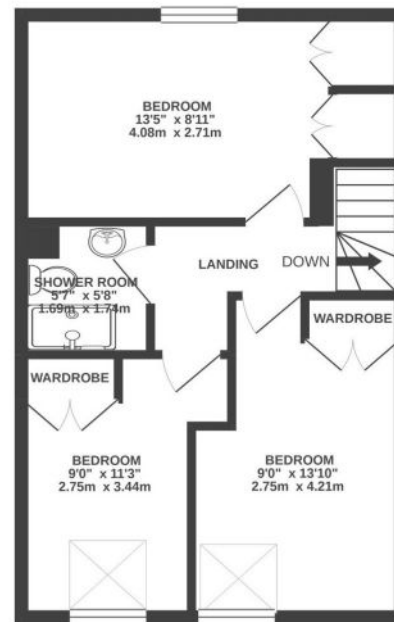 BEDROOM
13'5" x 8'11"
4.08m x 2.71m
LANDING
DOWN
SHOWER ROOM
5'7" x 5'8"
1.69m x 1.74m
WARDROBE
WARDROBE
BEDROOM
9'0" x 11'3"
2.75m x 3.44m
BEDROOM
9'0" x 13'10"
2.75m x 4.21m